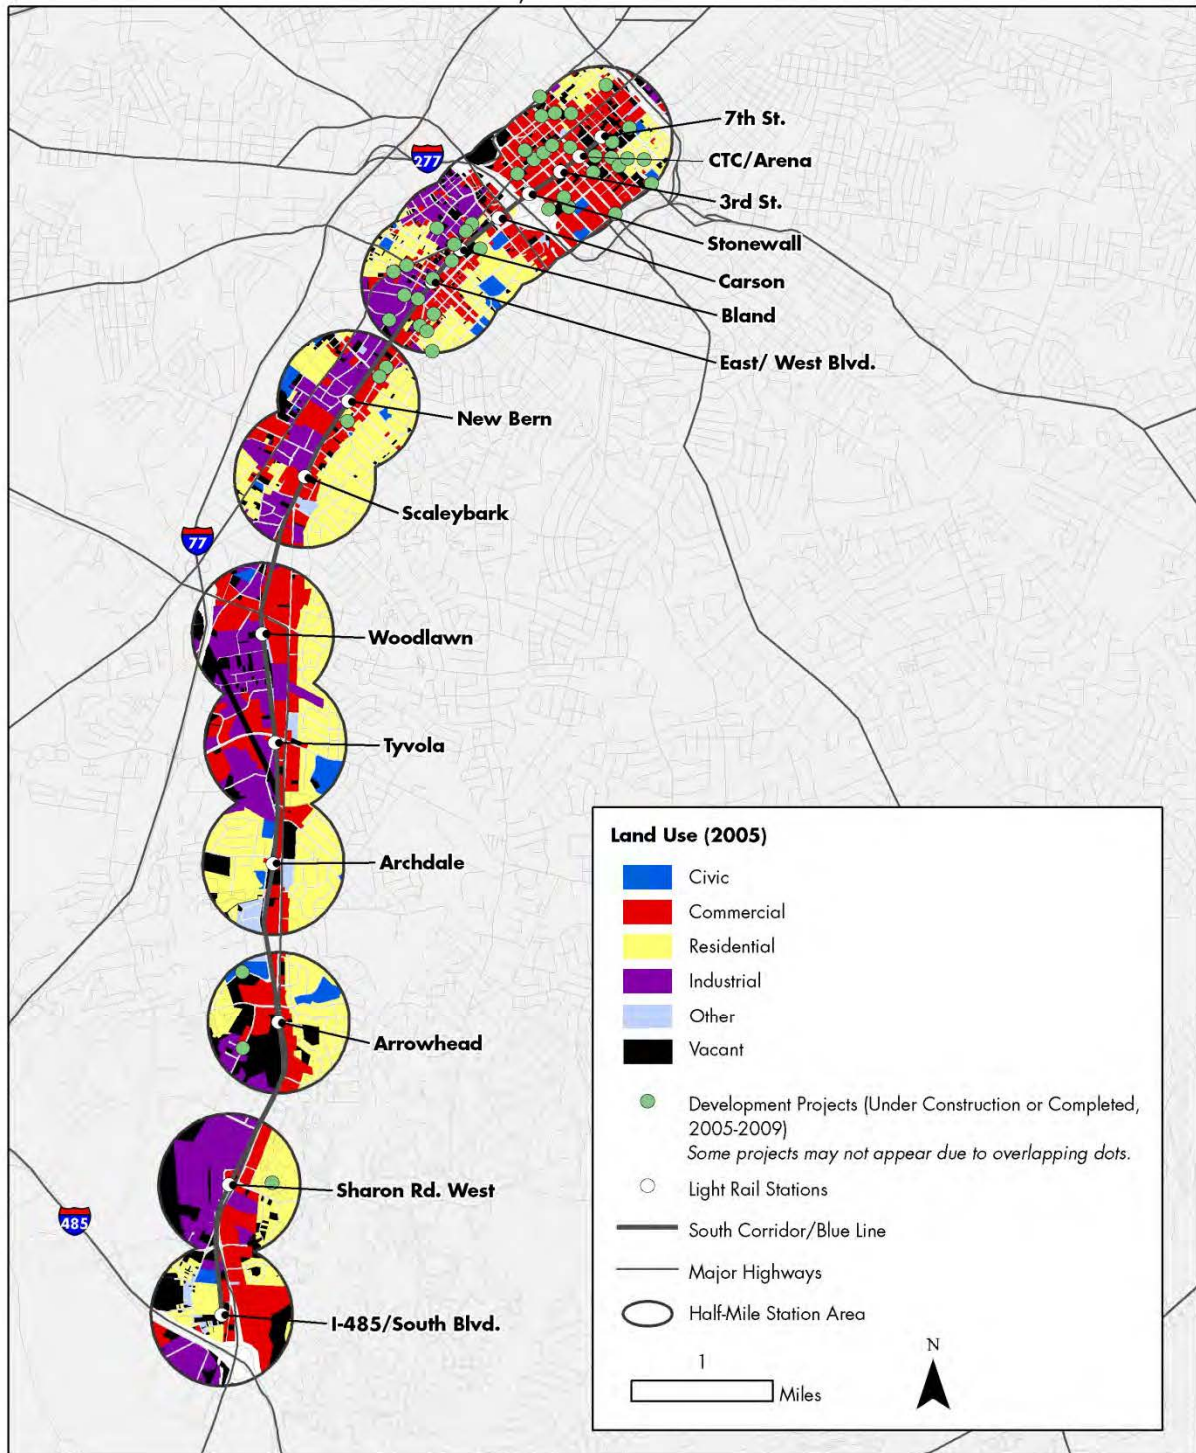 7th St.
277
CTC/Arena
3rd St.
Stonewall
Carson
Bland
East/ West Blvd.
New Bern
Scaleybark
77
Woodlawn
Tyvola
Archdale
Arrowhead
Sharon Rd. West
485
I-485/South Blvd.
Land Use (2005)
Civic
Commercial
Residential
Industrial
Other
Vacant
Development Projects (Under Construction or Completed,
2005-2009)
Some projects may not appear due to overlapping dots.
Light Rail Stations
South Corridor/Blue Line
Major Highways
Half-Mile Station Area
N
1
Miles